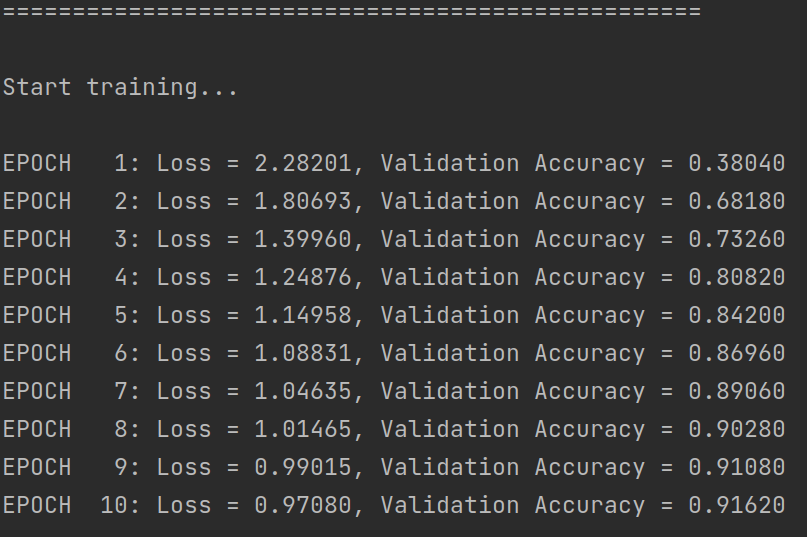 ==================================================
Start training...
EPOCH   1: Loss = 2.28201, Validation Accuracy = 0.38040
EPOCH   2: Loss = 1.80693, Validation Accuracy = 0.68180
EPOCH   3: Loss = 1.39960, Validation Accuracy = 0.73260
EPOCH   4: Loss = 1.24876, Validation Accuracy = 0.80820
EPOCH   5: Loss = 1.14958, Validation Accuracy = 0.84200
EPOCH   6: Loss = 1.08831, Validation Accuracy = 0.86960
EPOCH   7: Loss = 1.04635, Validation Accuracy = 0.89060
EPOCH   8: Loss = 1.01465, Validation Accuracy = 0.90280
EPOCH   9: Loss = 0.99015, Validation Accuracy = 0.91080
EPOCH  10: Loss = 0.97080, Validation Accuracy = 0.91620